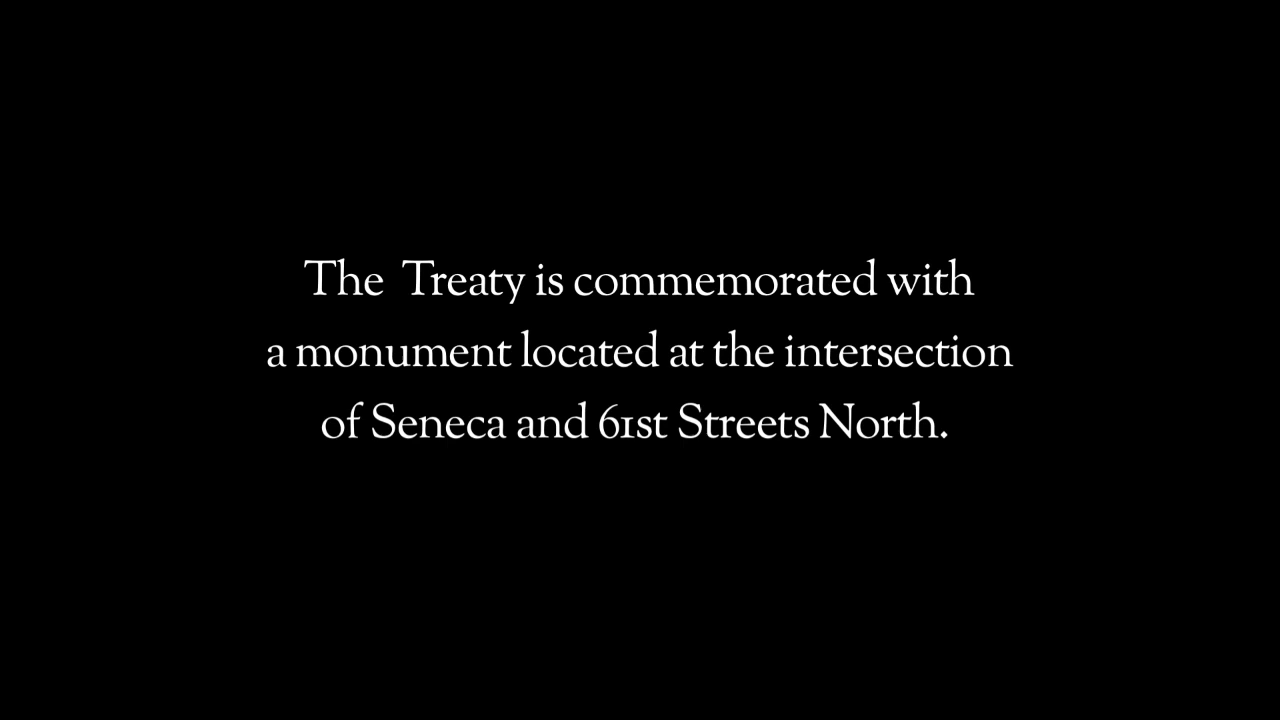 The Treaty is commemorated with
a monument located at the intersection
of Seneca and 61st Streets North.